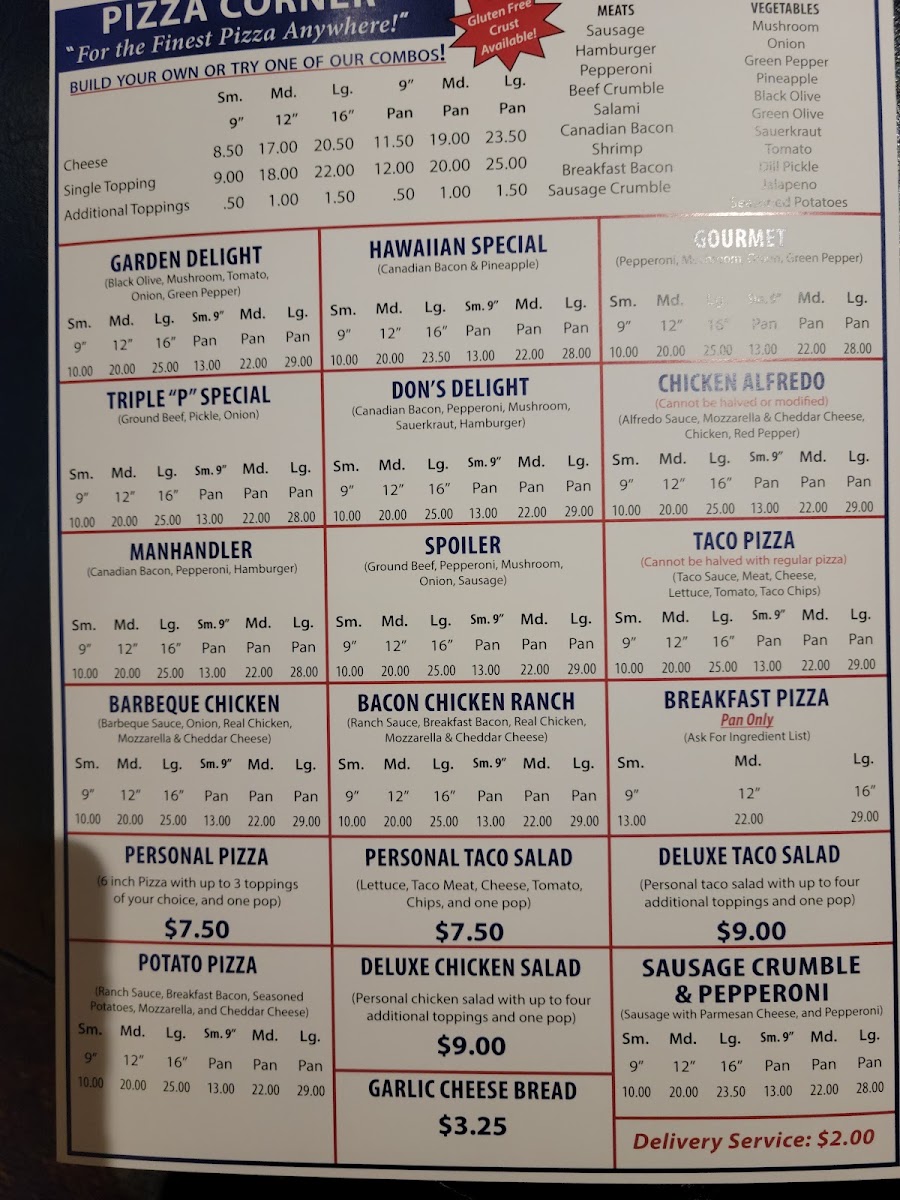 PIZZA CORNER
"For the Finest Pizza Anywhere!"
Gluten Free
Crust
Available!
BUILD YOUR OWN OR TRY ONE OF OUR COMBOS!
Sm. Md. Lg. 9" Md. Lg.
9" 12" 16" Pan Pan Pan
Cheese 8.50 17.00 20.50 11.50 19.00 23.50
Single Topping 9.00 18.00 22.00 12.00 20.00 25.00
Additional Toppings .50 1.00 1.50 .50 1.00 1.50
MEATS
Sausage
Hamburger
Pepperoni
Beef Crumble
Salami
Canadian Bacon
Shrimp
Breakfast Bacon
Sausage Crumble
VEGETABLES
Mushroom
Onion
Green Pepper
Pineapple
Black Olive
Green Olive
Sauerkraut
Tomato
Dill Pickle
Jalapeno
Potatoes
GARDEN DELIGHT
(Black Olive, Mushroom, Tomato,
Onion, Green Pepper)
Sm. Md. Lg. Sm. 9" Md. Lg.
9" 12" 16" Pan Pan Pan
10.00 20.00 25.00 13.00 22.00 29.00
HAWAIIAN SPECIAL
(Canadian Bacon & Pineapple)
Sm. Md. Lg. Sm. 9" Md. Lg.
9" 12" 16" Pan Pan Pan
10.00 20.00 23.50 13.00 22.00 28.00
GOURMET
(Pepperoni, Green Pepper)
Sm. Md. Lg. Sm. 9" Md. Lg.
9" 12" 16" Pan Pan Pan
10.00 20.00 25.00 13.00 22.00 28.00
TRIPLE "P" SPECIAL
(Ground Beef, Pickle, Onion)
Sm. Md. Lg. Sm. 9" Md. Lg.
9" 12" 16" Pan Pan Pan
10.00 20.00 25.00 13.00 22.00 28.00
DON'S DELIGHT
(Canadian Bacon, Pepperoni, Mushroom,
Sauerkraut, Hamburger)
Sm. Md. Lg. Sm. 9" Md. Lg.
9" 12" 16" Pan Pan Pan
10.00 20.00 25.00 13.00 22.00 29.00
CHICKEN ALFREDO
(Cannot be halved or modified)
(Alfredo Sauce, Mozzarella & Cheddar Cheese,
Chicken, Red Pepper)
Sm. Md. Lg. Sm. 9" Md. Lg.
9" 12" 16" Pan Pan Pan
10.00 20.00 25.00 13.00 22.00 29.00
MANHANDLER
(Canadian Bacon, Pepperoni, Hamburger)
Sm. Md. Lg. Sm. 9" Md. Lg.
9" 12" 16" Pan Pan Pan
10.00 20.00 25.00 13.00 22.00 28.00
SPOILER
(Ground Beef, Pepperoni, Mushroom,
Onion, Sausage)
Sm. Md. Lg. Sm. 9" Md. Lg.
9" 12" 16" Pan Pan Pan
10.00 20.00 25.00 13.00 22.00 29.00
TACO PIZZA
(Cannot be halved with regular pizza)
(Taco Sauce, Meat, Cheese,
Lettuce, Tomato, Taco Chips)
Sm. Md. Lg. Sm. 9" Md. Lg.
9" 12" 16" Pan Pan Pan
10.00 20.00 25.00 13.00 22.00 29.00
BARBEQUE CHICKEN
(Barbeque Sauce, Onion, Real Chicken,
Mozzarella & Cheddar Cheese)
Sm. Md. Lg. Sm. 9" Md. Lg.
9" 12" 16" Pan Pan Pan
10.00 20.00 25.00 13.00 22.00 29.00
BACON CHICKEN RANCH
(Ranch Sauce, Breakfast Bacon, Real Chicken,
Mozzarella & Cheddar Cheese)
Sm. Md. Lg. Sm. 9" Md. Lg.
9" 12" 16" Pan Pan Pan
10.00 20.00 25.00 13.00 22.00 29.00
BREAKFAST PIZZA
Pan Only
(Ask For Ingredient List)
Sm. Md. Lg.
9" 12" 16"
13.00 22.00 29.00
PERSONAL PIZZA
(6 inch Pizza with up to 3 toppings
of your choice, and one pop)
$7.50
PERSONAL TACO SALAD
(Lettuce, Taco Meat, Cheese, Tomato,
Chips, and one pop)
$7.50
DELUXE TACO SALAD
(Personal taco salad with up to four
additional toppings and one pop)
$9.00
POTATO PIZZA
(Ranch Sauce, Breakfast Bacon, Seasoned
Potatoes, Mozzarella, and Cheddar Cheese)
Sm. Md. Lg. Sm. 9" Md. Lg.
9" 12" 16" Pan Pan Pan
10.00 20.00 25.00 13.00 22.00 29.00
DELUXE CHICKEN SALAD
(Personal chicken salad with up to four
additional toppings and one pop)
$9.00
GARLIC CHEESE BREAD
$3.25
SAUSAGE CRUMBLE
& PEPPERONI
(Sausage with Parmesan Cheese, and Pepperoni)
Sm. Md. Lg. Sm. 9" Md. Lg.
9" 12" 16" Pan Pan Pan
10.00 20.00 23.50 13.00 22.00 28.00
Delivery Service: $2.00